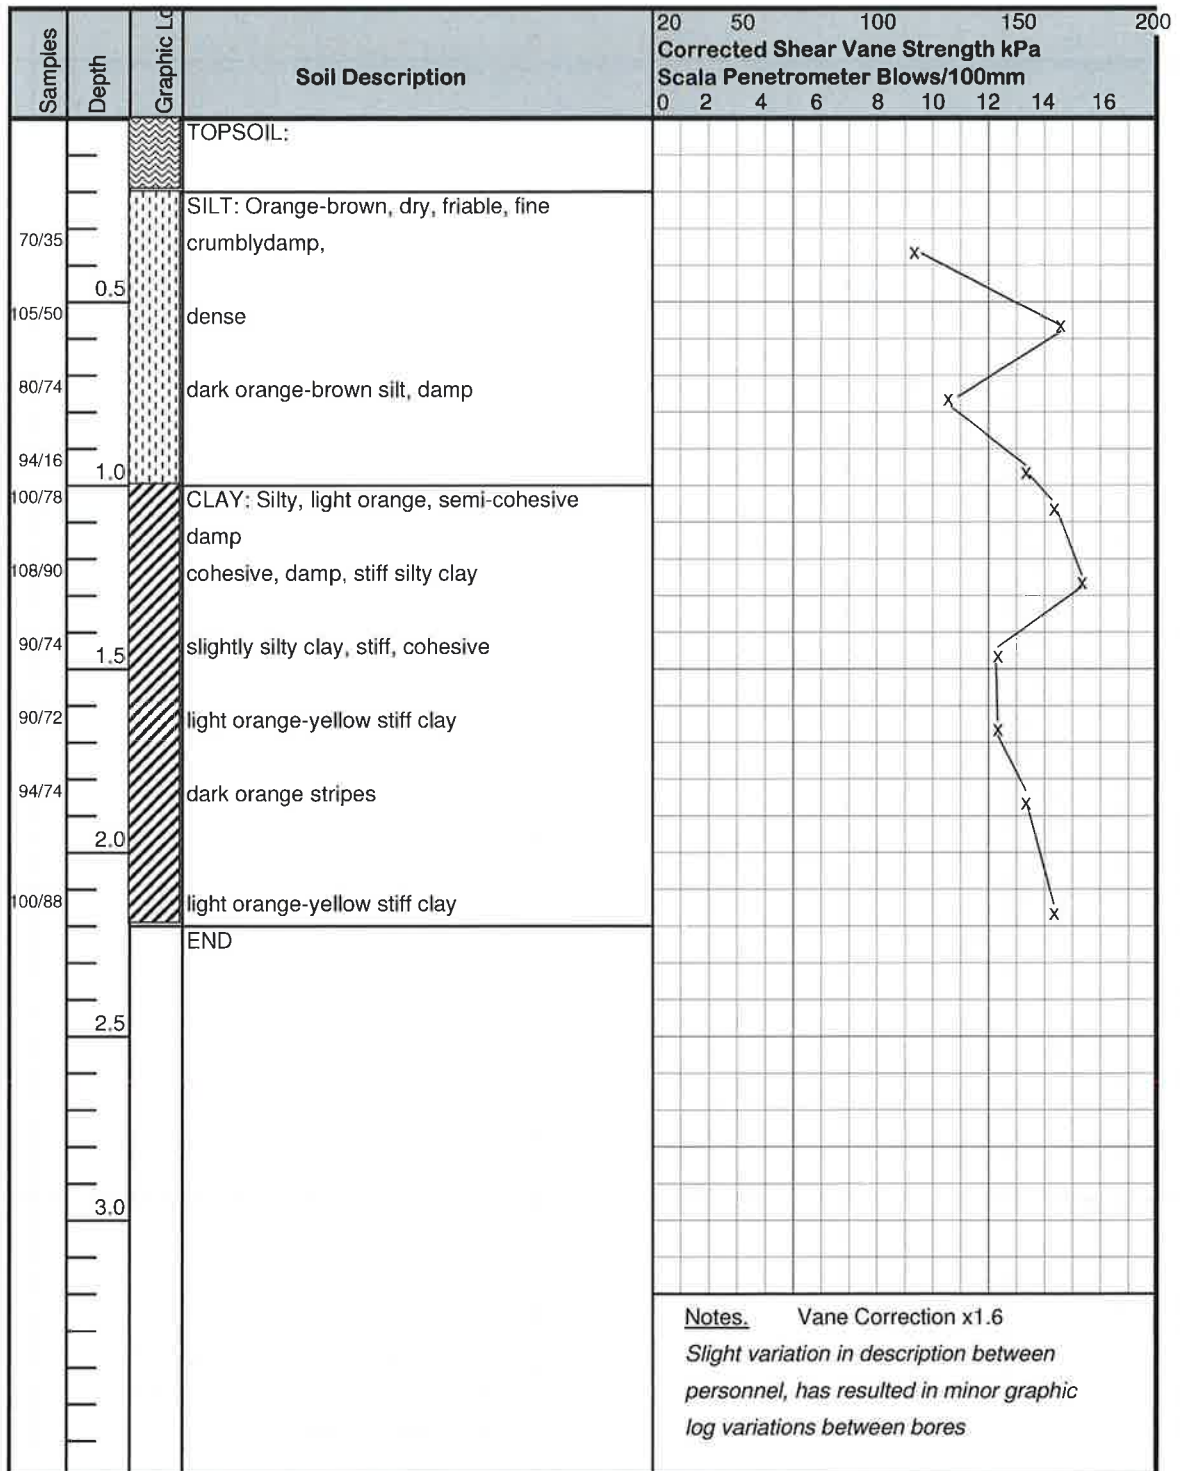 Samples
Depth
Graphic Lo
Soil Description
20 50 100 150 200
Corrected Shear Vane Strength kPa
Scala Penetrometer Blows/100mm
0 2 4 6 8 10 12 14 16
TOPSOIL:
SILT: Orange-brown, dry, friable, fine
70/35 crumblydamp,
0.5
105/50 dense
80/74 dark orange-brown silt, damp
94/16
1.0
100/78 CLAY: Silty, light orange, semi-cohesive
damp
108/90 cohesive, damp, stiff silty clay
90/74 slightly silty clay, stiff, cohesive
1.5
90/72 light orange-yellow stiff clay
94/74 dark orange stripes
2.0
100/88 light orange-yellow stiff clay
END
2.5
3.0
Notes. Vane Correction x1.6
Slight variation in description between
personnel, has resulted in minor graphic
log variations between bores